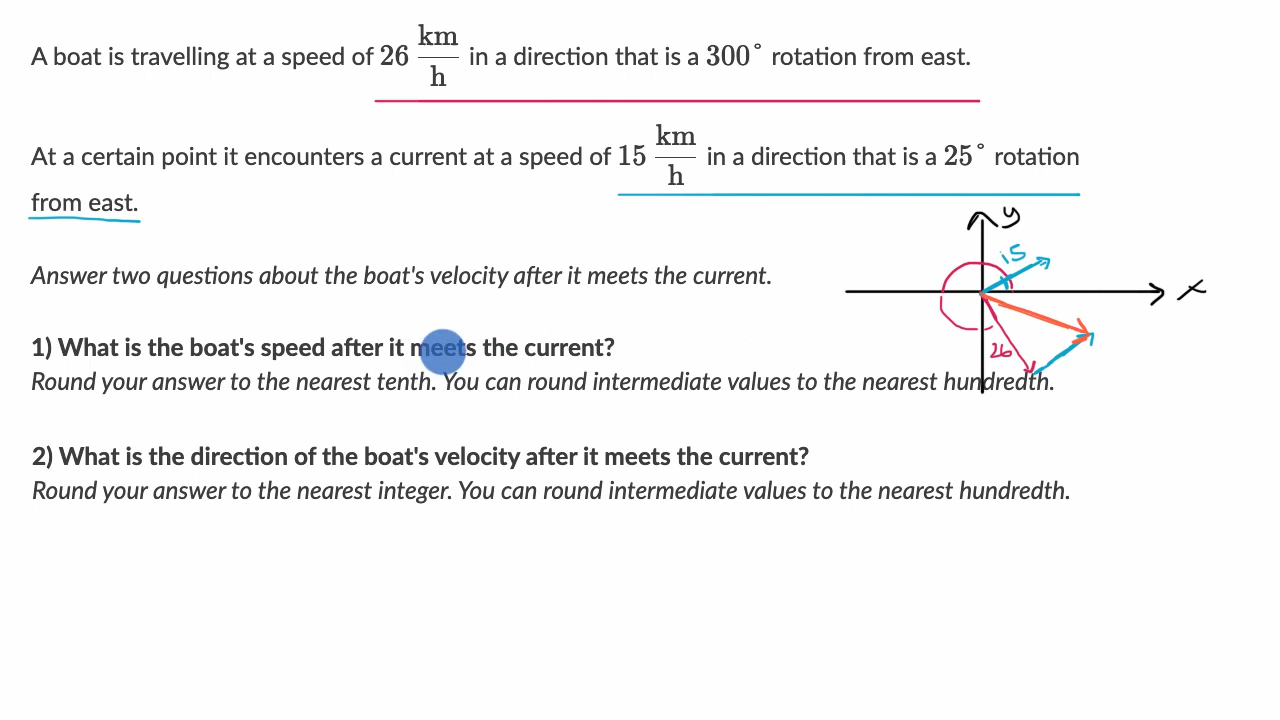 A boat is travelling at a speed of 26 km/h in a direction that is a 300° rotation from east.
At a certain point it encounters a current at a speed of 15 km/h in a direction that is a 25° rotation
from east.
y
15
x
Answer two questions about the boat's velocity after it meets the current.
1) What is the boat's speed after it meets the current?
26
Round your answer to the nearest tenth. You can round intermediate values to the nearest hundredth.
2) What is the direction of the boat's velocity after it meets the current?
Round your answer to the nearest integer. You can round intermediate values to the nearest hundredth.